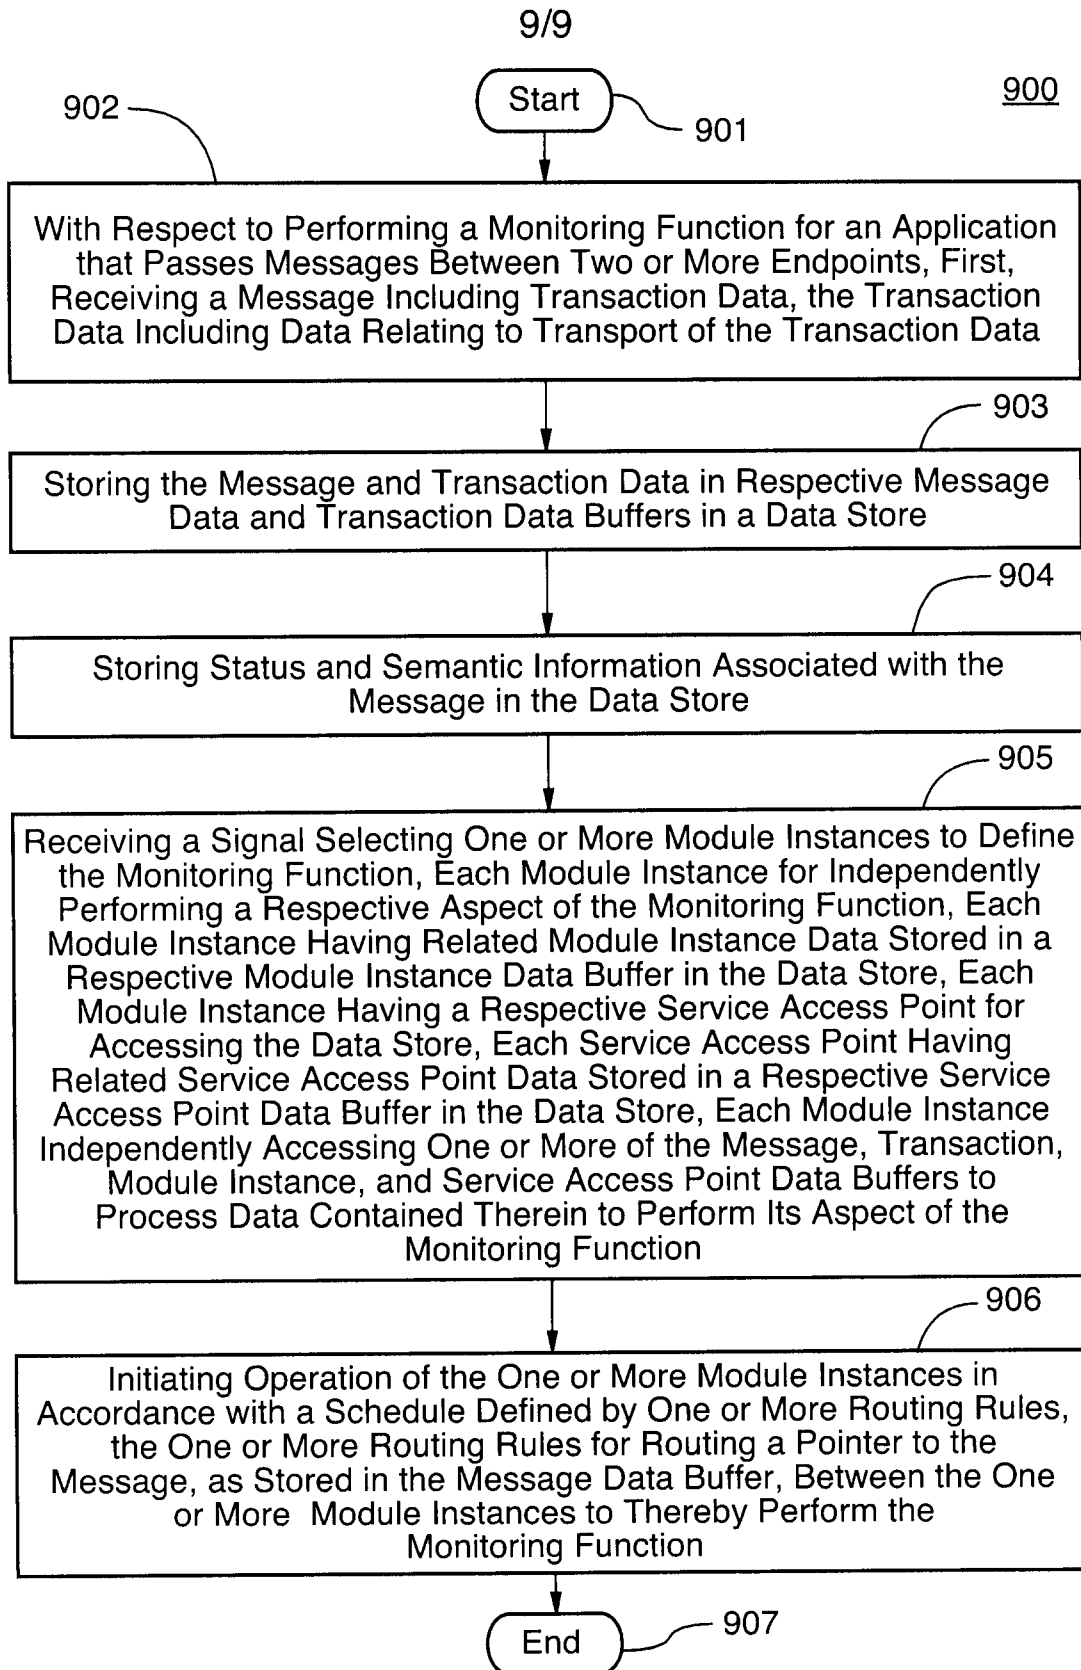 9/9
Start
900
902
901
With Respect to Performing a Monitoring Function for an Application
that Passes Messages Between Two or More Endpoints, First,
Receiving a Message Including Transaction Data, the Transaction
Data Including Data Relating to Transport of the Transaction Data
903
Storing the Message and Transaction Data in Respective Message
Data and Transaction Data Buffers in a Data Store
904
Storing Status and Semantic Information Associated with the
Message in the Data Store
905
Receiving a Signal Selecting One or More Module Instances to Define
the Monitoring Function, Each Module Instance for Independently
Performing a Respective Aspect of the Monitoring Function, Each
Module Instance Having Related Module Instance Data Stored in a
Respective Module Instance Data Buffer in the Data Store, Each
Module Instance Having a Respective Service Access Point for
Accessing the Data Store, Each Service Access Point Having
Related Service Access Point Data Stored in a Respective Service
Access Point Data Buffer in the Data Store, Each Module Instance
Independently Accessing One or More of the Message, Transaction,
Module Instance, and Service Access Point Data Buffers to
Process Data Contained Therein to Perform Its Aspect of the
Monitoring Function
906
Initiating Operation of the One or More Module Instances in
Accordance with a Schedule Defined by One or More Routing Rules,
the One or More Routing Rules for Routing a Pointer to the
Message, as Stored in the Message Data Buffer, Between the One
or More Module Instances to Thereby Perform the
Monitoring Function
907
End